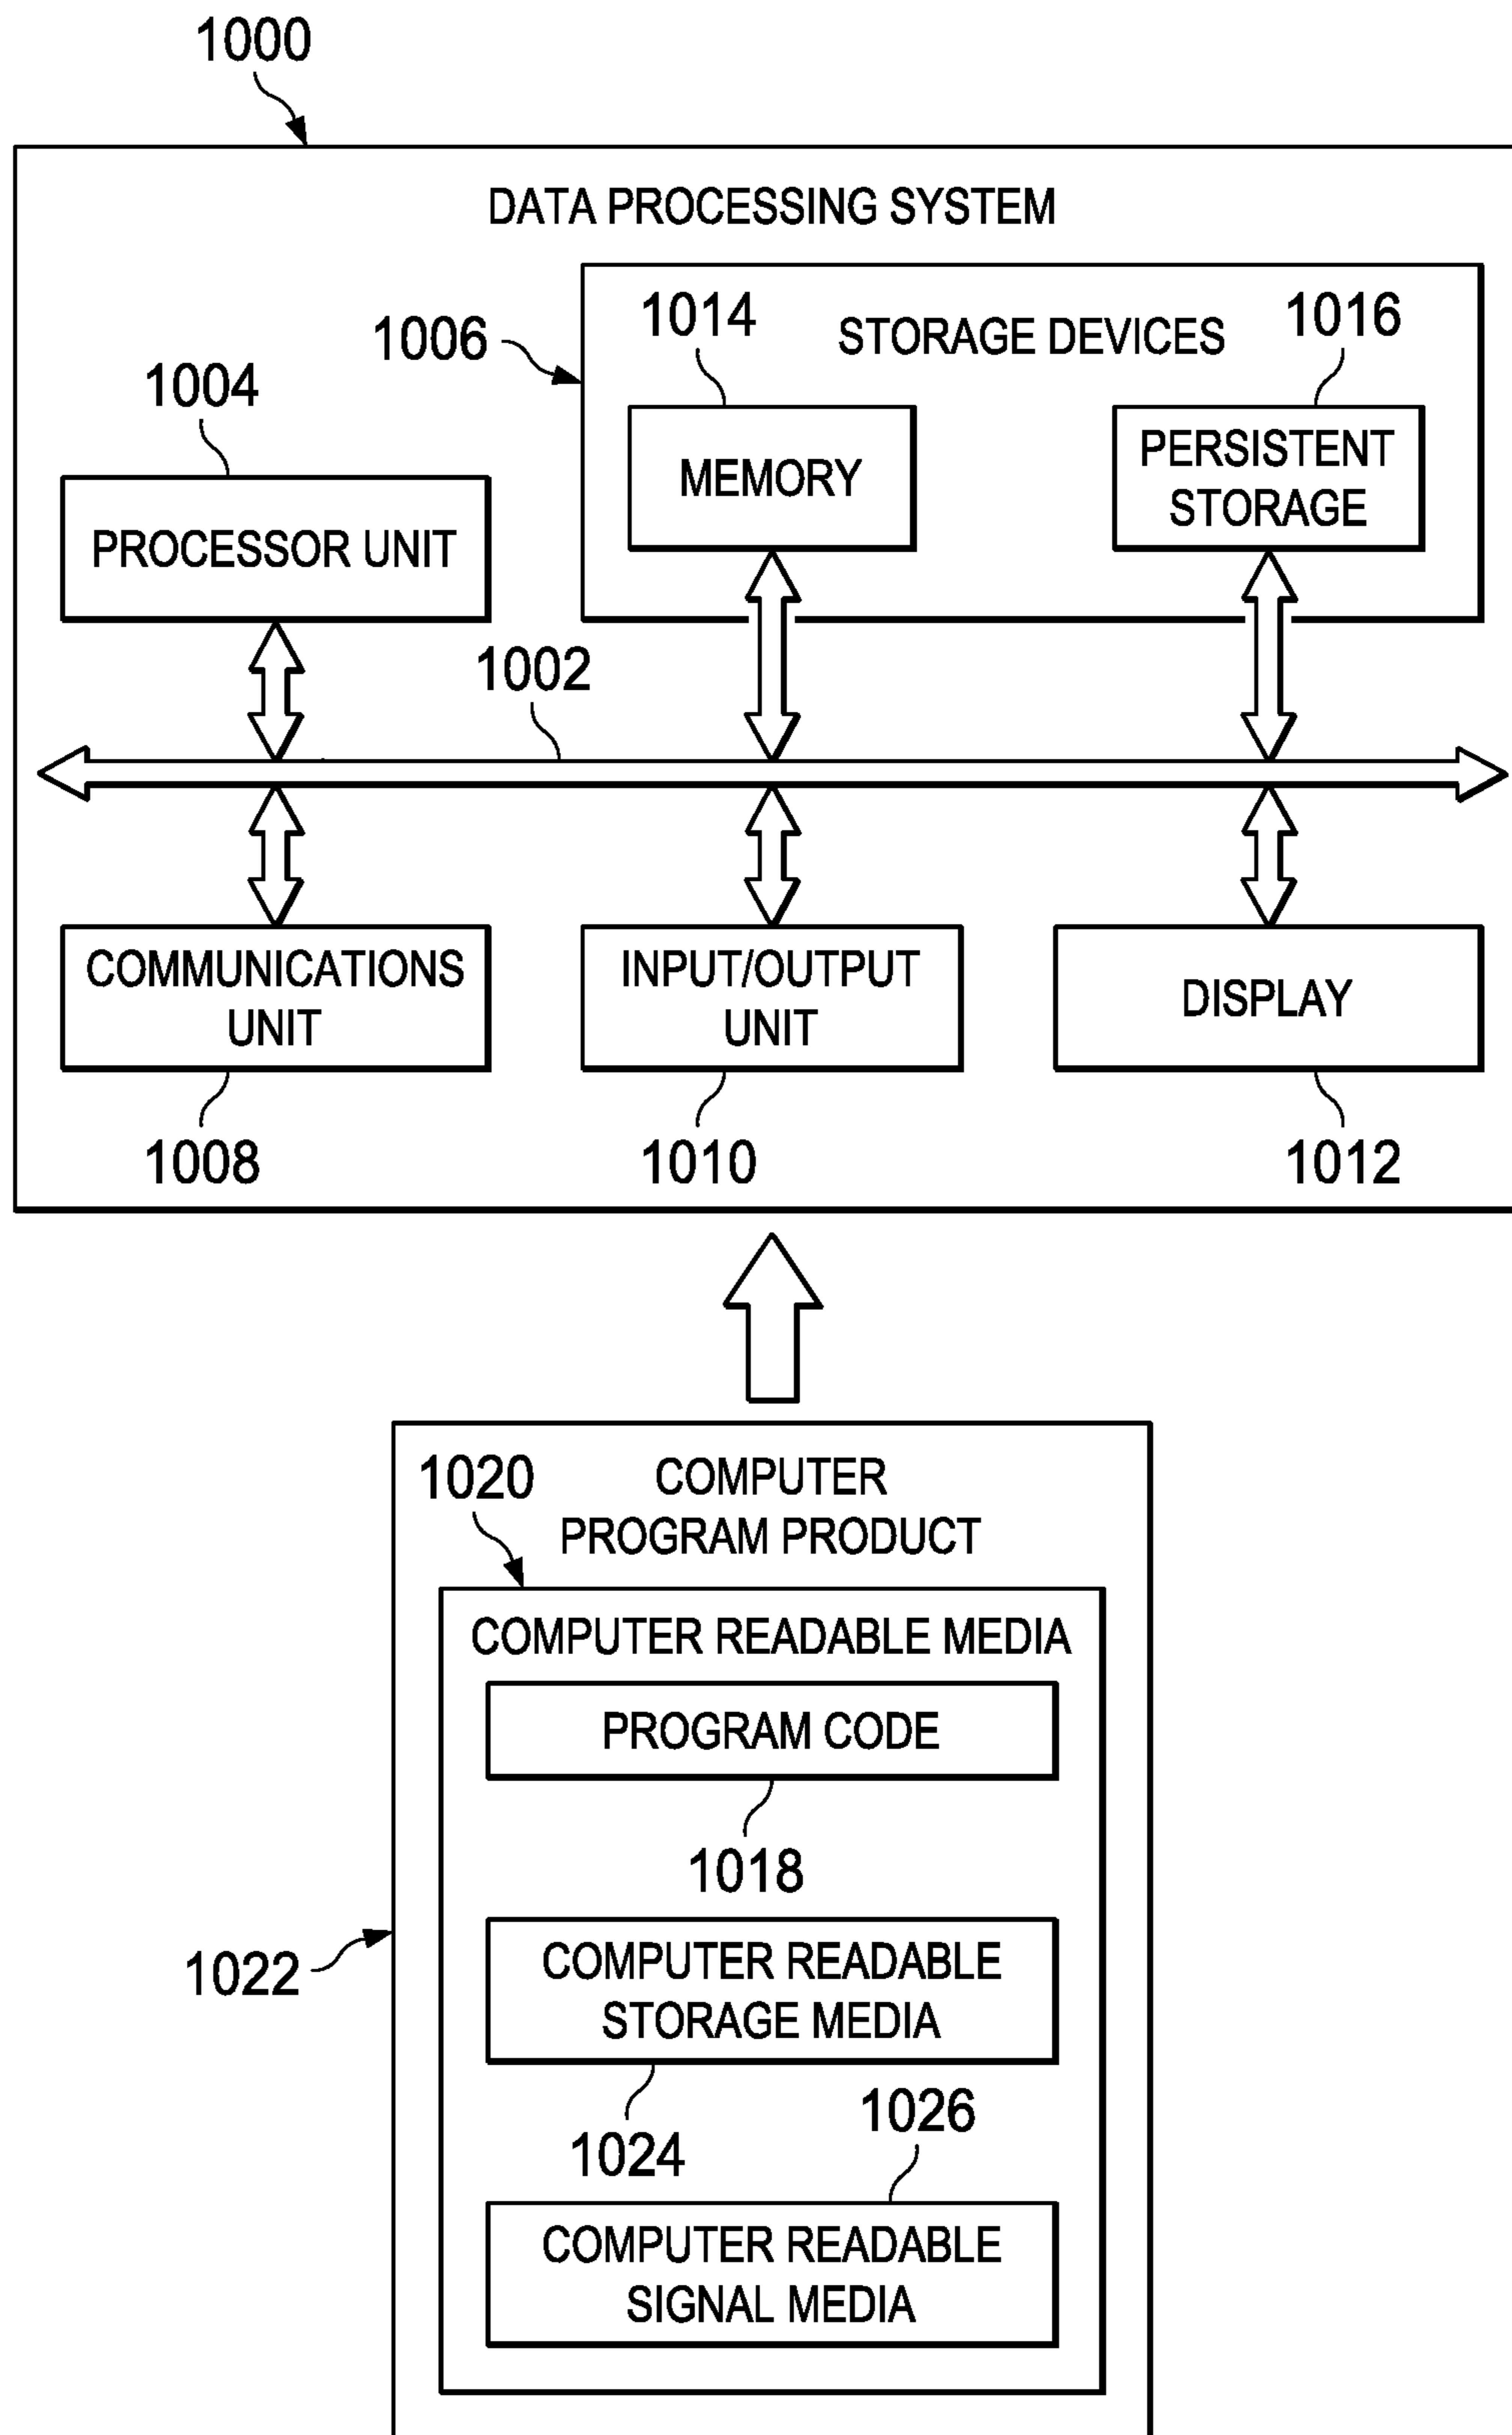 1000
DATA PROCESSING SYSTEM
1014
1016
1006
STORAGE DEVICES
1004
MEMORY
PERSISTENT
STORAGE
PROCESSOR UNIT
1002
COMMUNICATIONS
UNIT
INPUT/OUTPUT
UNIT
DISPLAY
1008
1010
1012
1020
COMPUTER
PROGRAM PRODUCT
COMPUTER READABLE MEDIA
PROGRAM CODE
1018
1022
COMPUTER READABLE
STORAGE MEDIA
1024
1026
COMPUTER READABLE
SIGNAL MEDIA